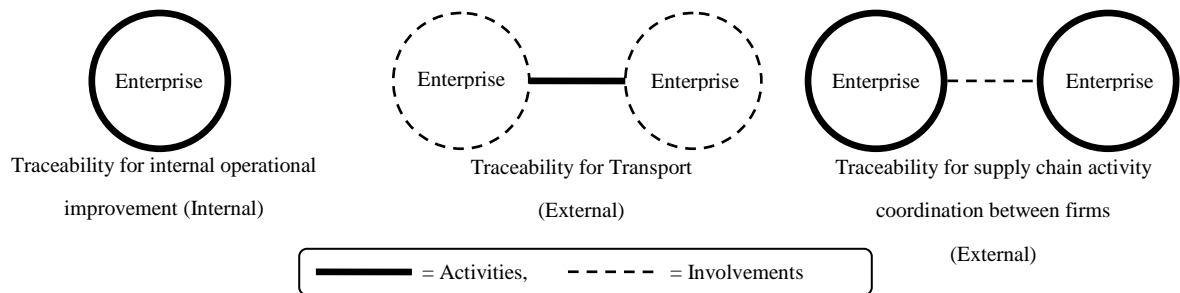 Enterprise
Traceability for internal operational
improvement (Internal)
Enterprise
Enterprise
Traceability for Transport
(External)
Enterprise
Enterprise
Traceability for supply chain activity
coordination between firms
(External)
= Activities,
= Involvements